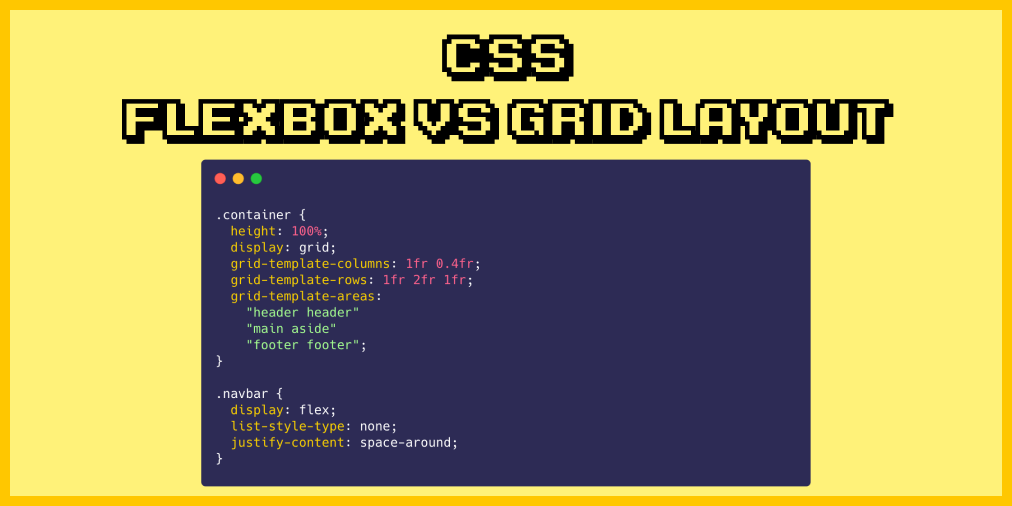 CSS
FLEXBOX VS GRID LAYOUT
.container {
  height: 100%;
  display: grid;
  grid-template-columns: 1fr 0.4fr;
  grid-template-rows: 1fr 2fr 1fr;
  grid-template-areas:
    "header header"
    "main aside"
    "footer footer";
}
.navbar {
  display: flex;
  list-style-type: none;
  justify-content: space-around;
}